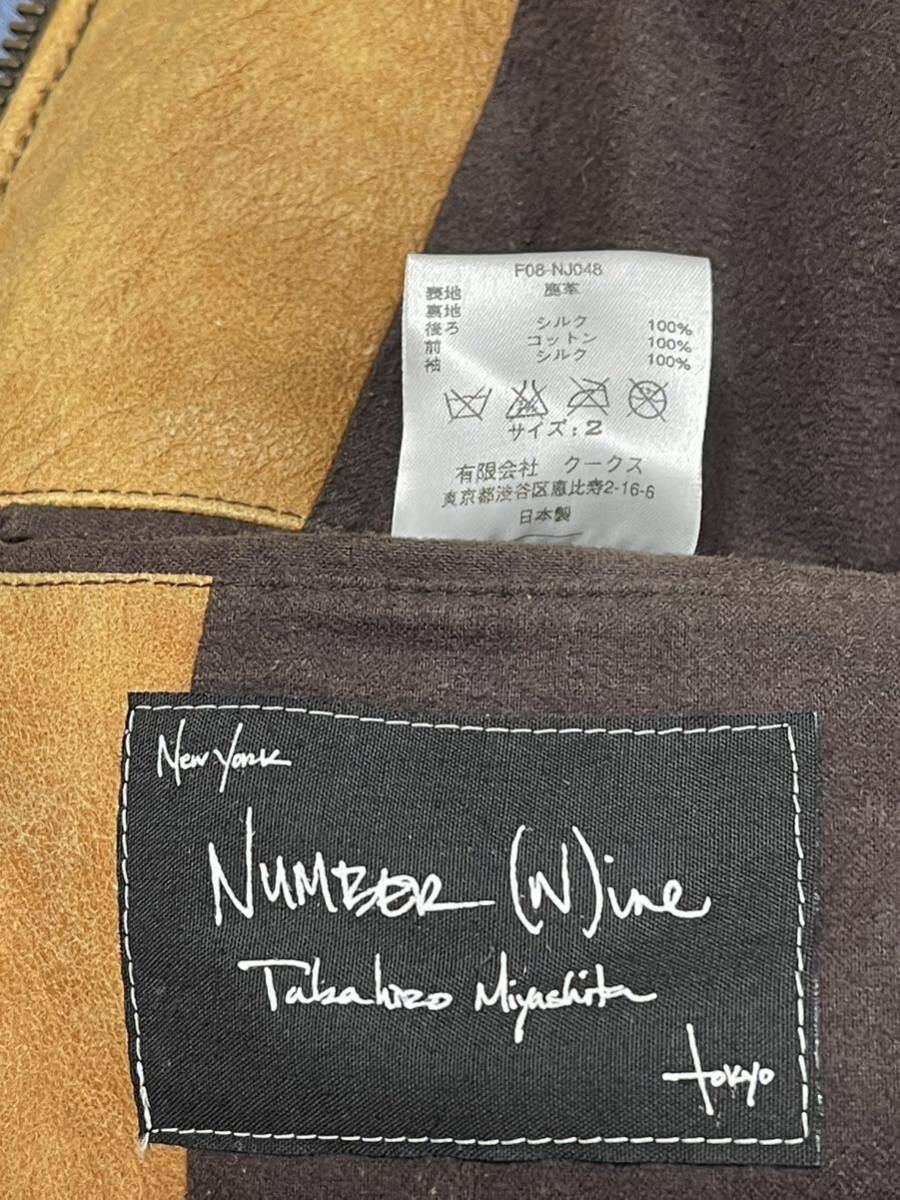 F08-NJ048
表地 鹿革
裏地
後ろ シルク 100%
前 コットン 100%
袖 シルク 100%
サイズ:2
有限会社 クークス
東京都渋谷区恵比寿2-16-6
日本製
New York
NUMBER (N)ine
Takahiro Miyashita
tokyo